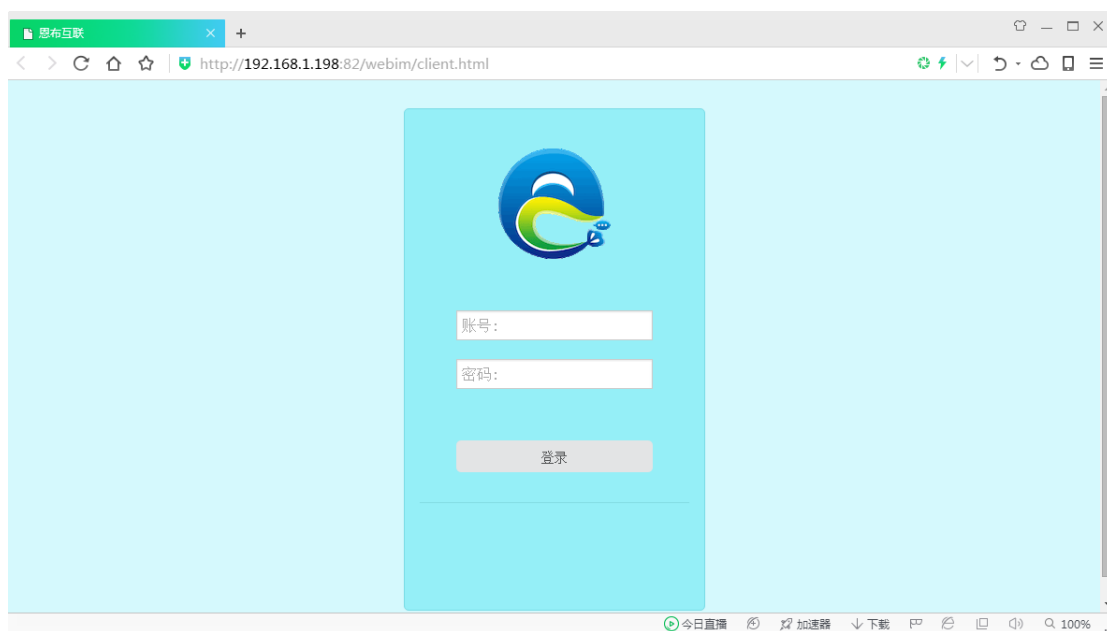 恩布互联
http://192.168.1.198:82/webim/client.html
账号：
密码：
登录
今日直播
加速器
下载
100%